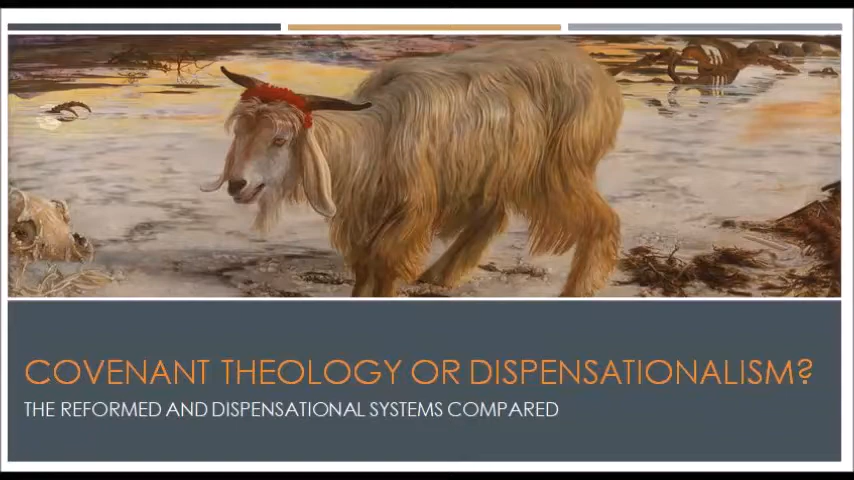 COVENANT THEOLOGY OR DISPENSATIONALISM?
THE REFORMED AND DISPENSATIONAL SYSTEMS COMPARED